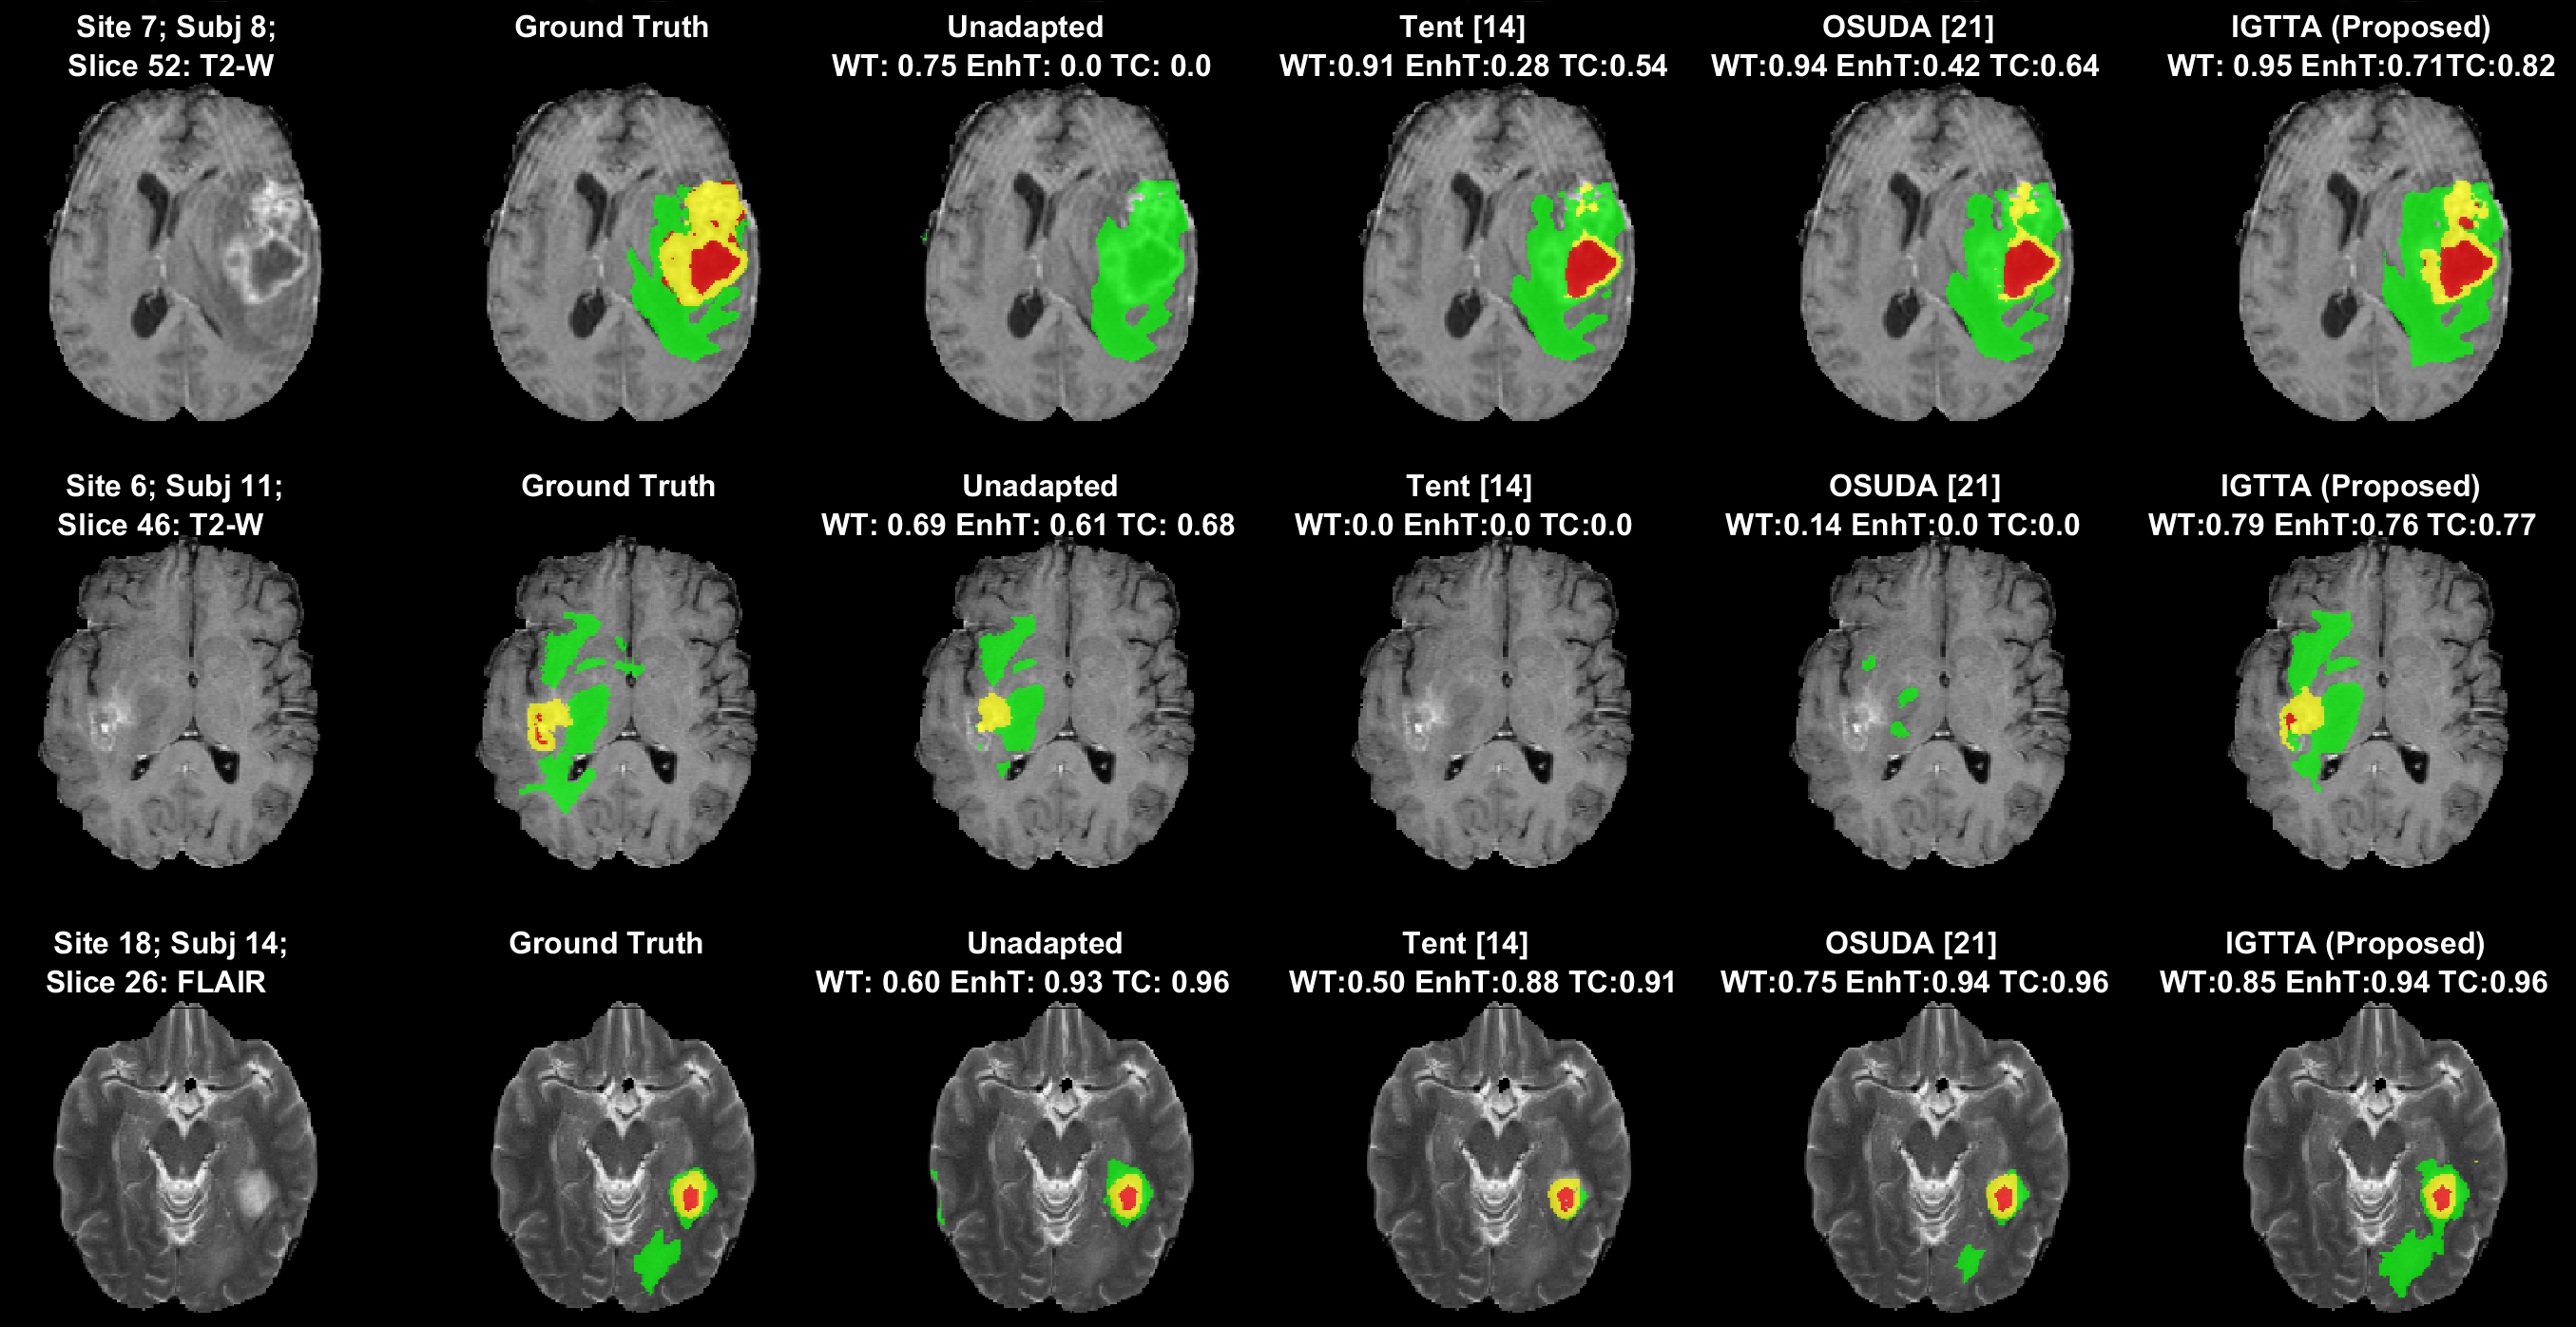 Site 7; Subj 8;
Slice 52: T2-W
Ground Truth
Unadapted
WT: 0.75 EnhT: 0.0 TC: 0.0
Tent [14]
WT:0.91 EnhT:0.28 TC:0.54
OSUDA [21]
WT:0.94 EnhT:0.42 TC:0.64
IGTTA (Proposed)
WT: 0.95 EnhT:0.71TC:0.82
Site 6; Subj 11;
Slice 46: T2-W
Ground Truth
Unadapted
WT: 0.69 EnhT: 0.61 TC: 0.68
Tent [14]
WT:0.0 EnhT:0.0 TC:0.0
OSUDA [21]
WT:0.14 EnhT:0.0 TC:0.0
IGTTA (Proposed)
WT:0.79 EnhT:0.76 TC:0.77
Site 18; Subj 14;
Slice 26: FLAIR
Ground Truth
Unadapted
WT: 0.60 EnhT: 0.93 TC: 0.96
Tent [14]
WT:0.50 EnhT:0.88 TC:0.91
OSUDA [21]
WT:0.75 EnhT:0.94 TC:0.96
IGTTA (Proposed)
WT:0.85 EnhT:0.94 TC:0.96